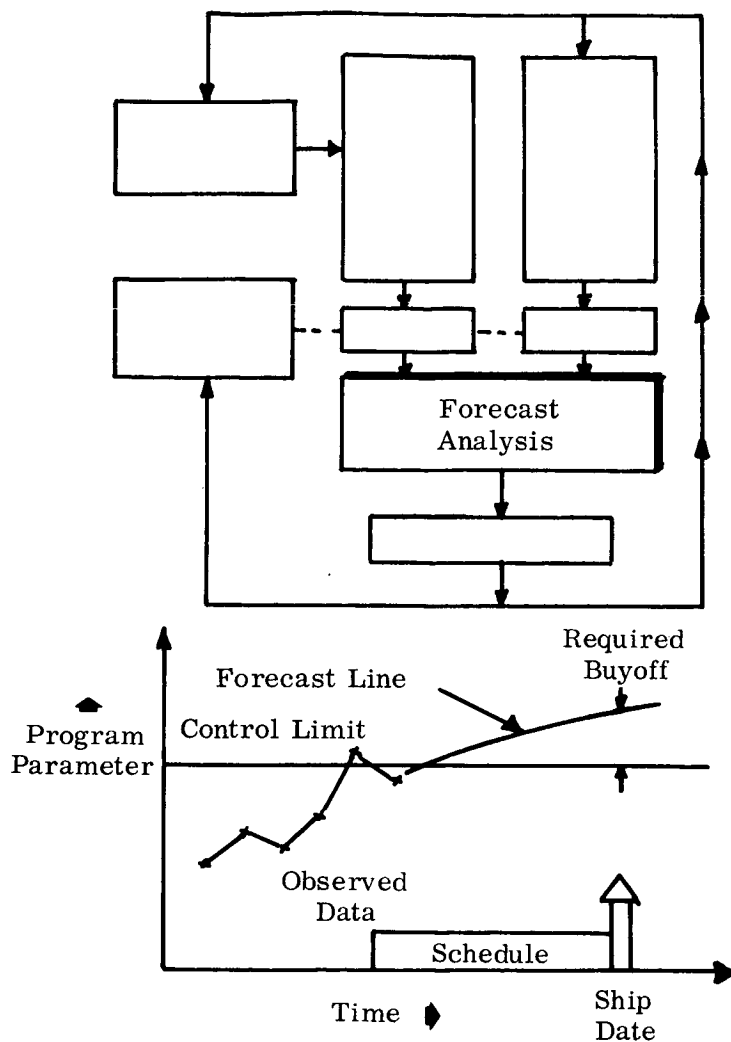 Forecast
Analysis
Required
Buyoff
Forecast Line
Control Limit
Program
Parameter
Observed
Data
Schedule
Time
Ship
Date